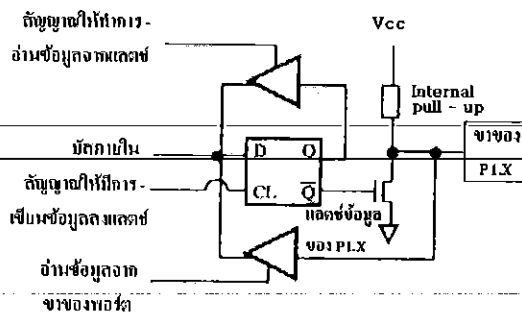 สัญญาณให้ทำการ -
อ่านข้อมูลจากแลตช์
Vcc
Internal
pull - up
บัสภายใน
D Q
ขาของ
P1.X
สัญญาณให้มีการ -
เขียนข้อมูลลงแลตช์
CL Q
แลตช์ข้อมูล
ของ P1.X
อ่านข้อมูลจาก
ขาของพอร์ต